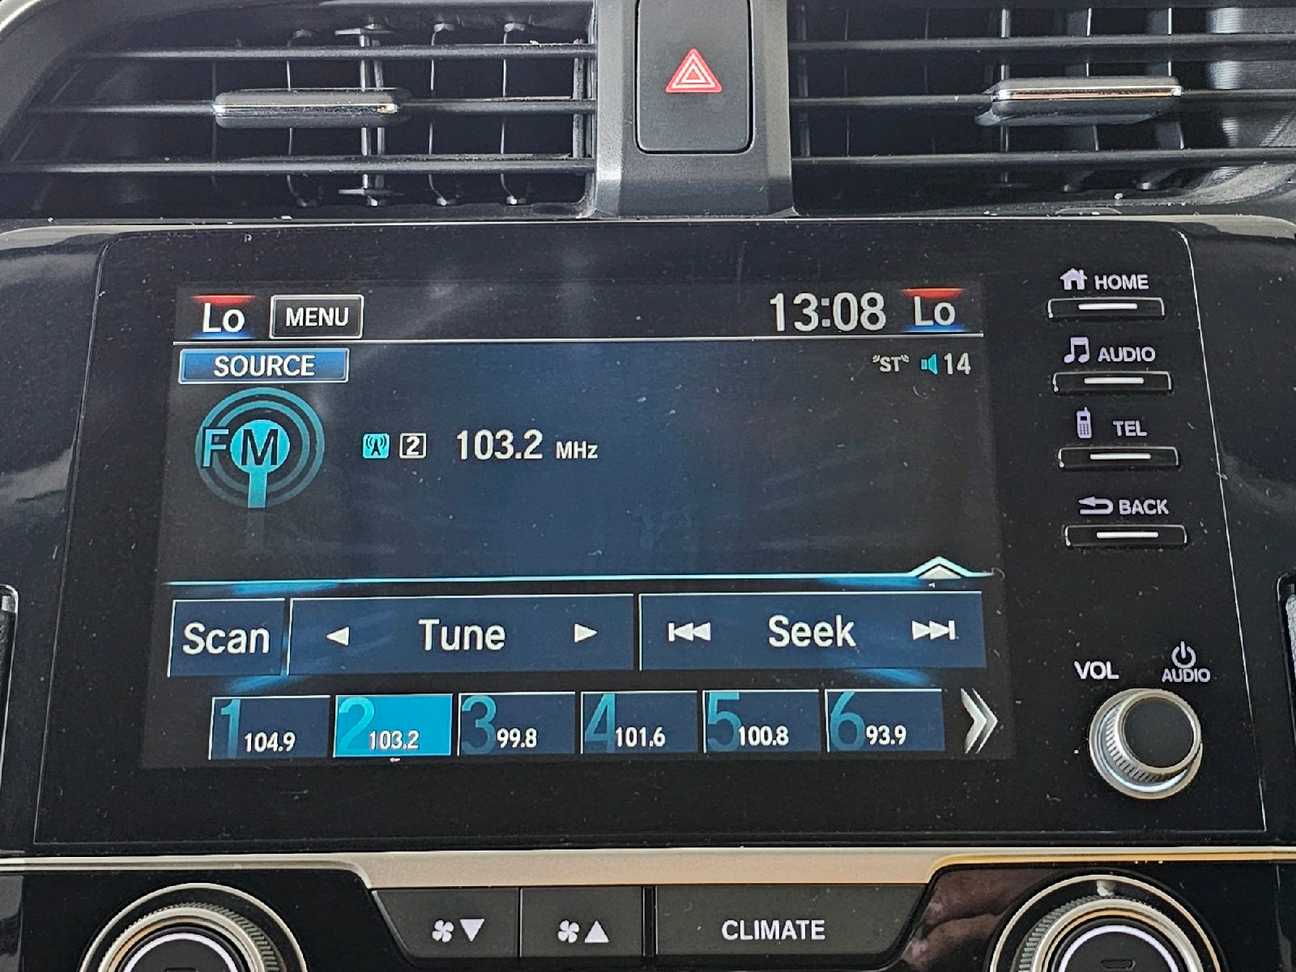 Lo MENU 13:08 Lo
SOURCE "ST" 14
FM 2 103.2 MHz
Scan Tune Seek
1 104.9 2 103.2 3 99.8 4 101.6 5 100.8 6 93.9
HOME
AUDIO
TEL
BACK
VOL AUDIO
CLIMATE